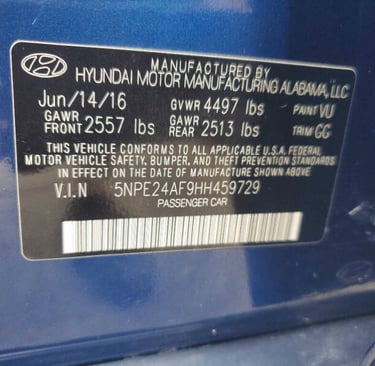 MANUFACTURED BY
HYUNDAI MOTOR MANUFACTURING ALABAMA, LLC
Jun/14/16 GVWR 4497 lbs PAINT VU
GAWR FRONT 2557 lbs GAWR REAR 2513 lbs TRIM GG
THIS VEHICLE CONFORMS TO ALL APPLICABLE U.S.A. FEDERAL
MOTOR VEHICLE SAFETY, BUMPER, AND THEFT PREVENTION STANDARDS
IN EFFECT ON THE DATE OF MANUFACTURE SHOWN ABOVE.
V.I.N 5NPE24AF9HH459729
PASSENGER CAR